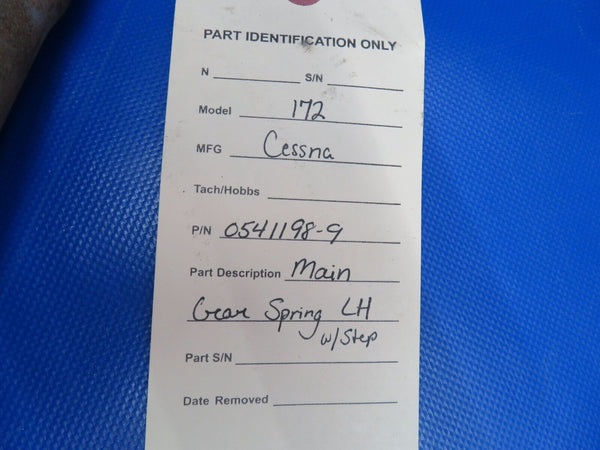 PART IDENTIFICATION ONLY
N S/N
Model 172
MFG Cessna
Tach/Hobbs
P/N 0541198-9
Part Description Main
Gear Spring LH
w/Step
Part S/N
Date Removed